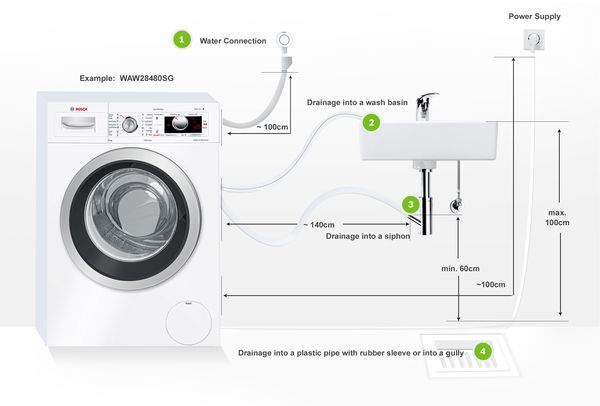 Power Supply
1
Water Connection
Example: WAW28480SG
BOSCH
Drainage into a wash basin
~ 100cm
2
3
max.
100cm
~ 140cm
Drainage into a siphon
min. 60cm
~100cm
Drainage into a plastic pipe with rubber sleeve or into a gully
4